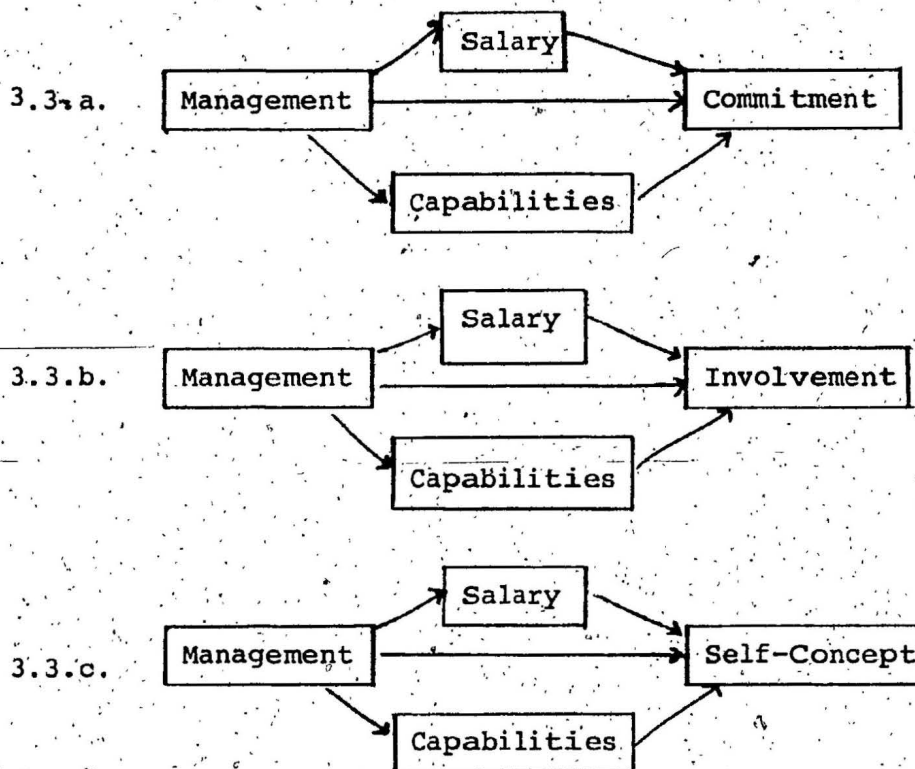 Salary
3.3.a. Management Commitment
Capabilities
Salary
3.3.b. Management Involvement
Capabilities
Salary
3.3.c. Management Self-Concept
Capabilities